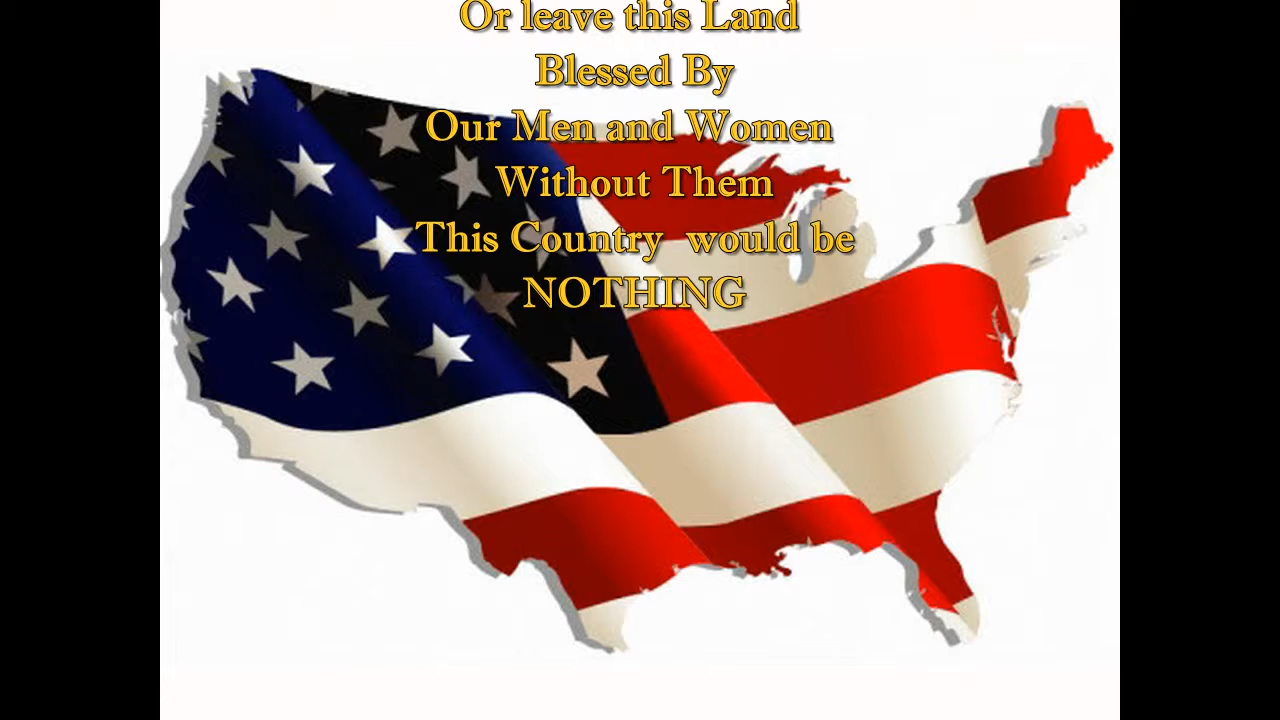 Or leave this Land
Blessed By
Our Men and Women
Without Them
This Country would be
NOTHING